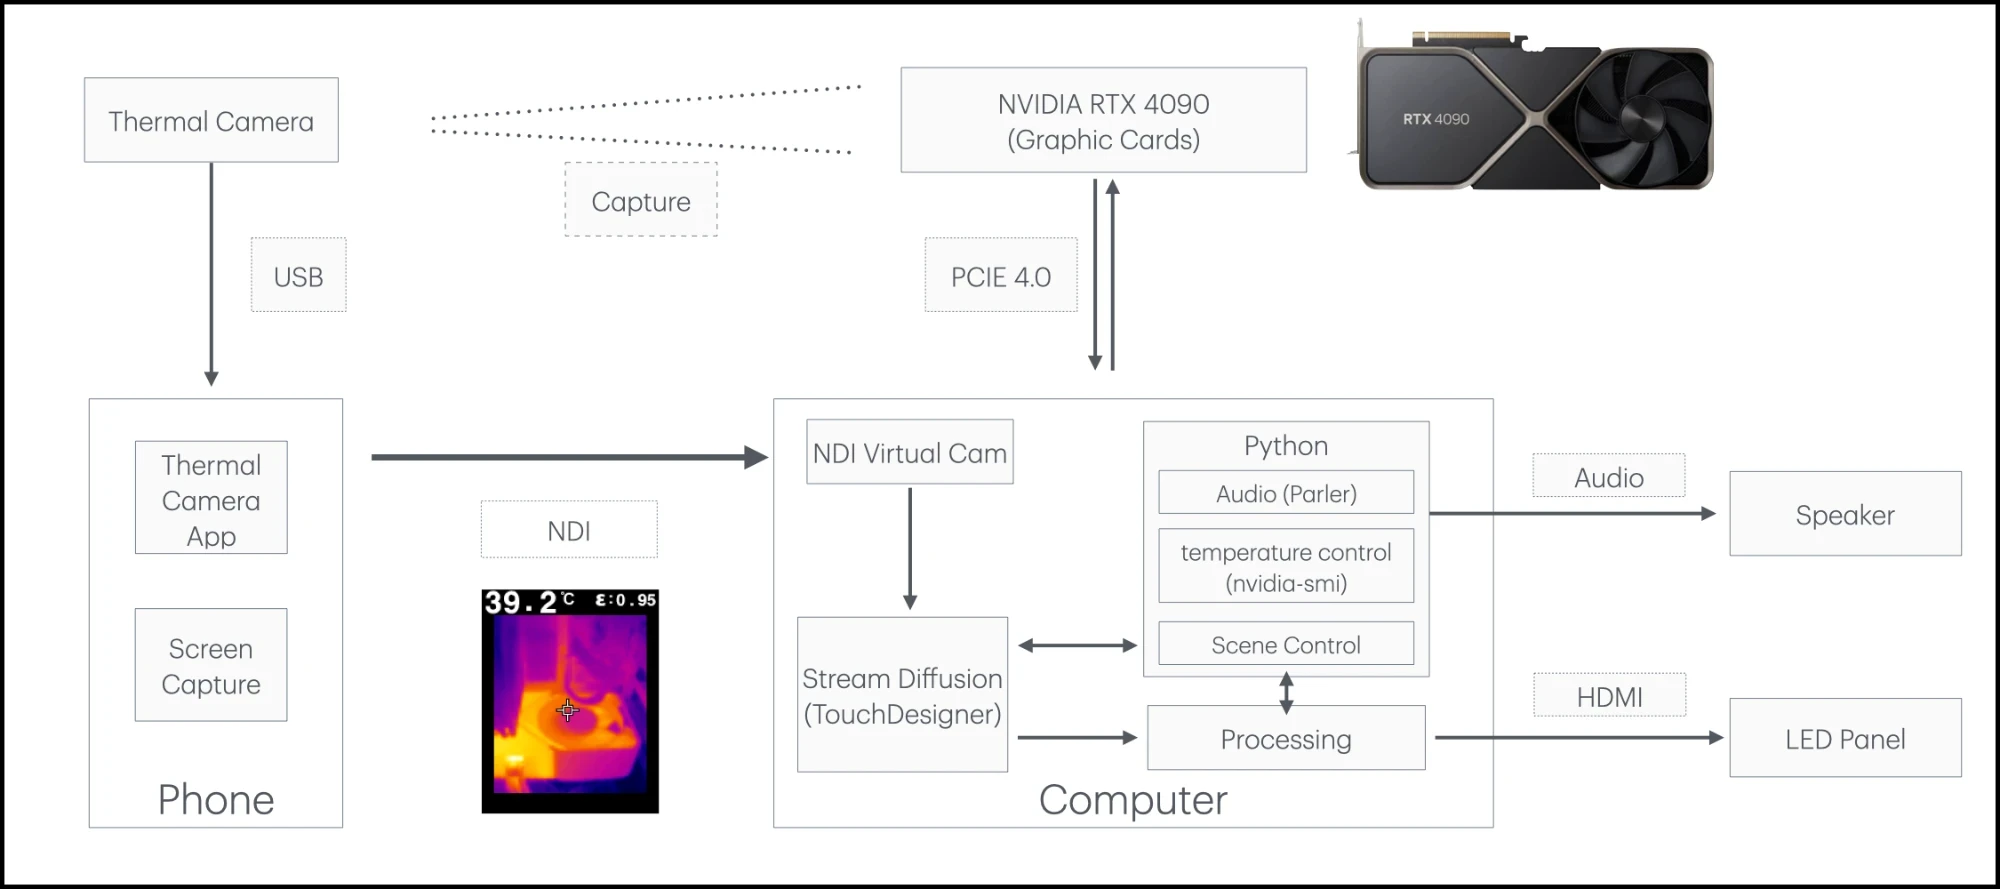 Thermal Camera
NVIDIA RTX 4090
(Graphic Cards)
RTX 4090
Capture
USB
PCIE 4.0
Thermal
Camera
App
Screen
Capture
Phone
NDI
39.2°C ε:0.95
NDI Virtual Cam
Stream Diffusion
(TouchDesigner)
Python
Audio (Parler)
temperature control
(nvidia-smi)
Scene Control
Processing
Computer
Audio
Speaker
HDMI
LED Panel